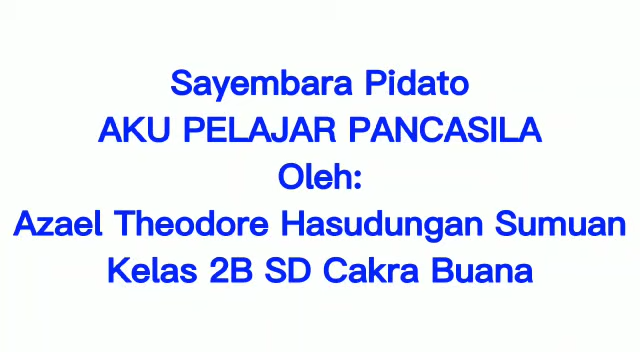 Sayembara Pidato
AKU PELAJAR PANCASILA
Oleh:
Azael Theodore Hasudungan Sumuan
Kelas 2B SD Cakra Buana